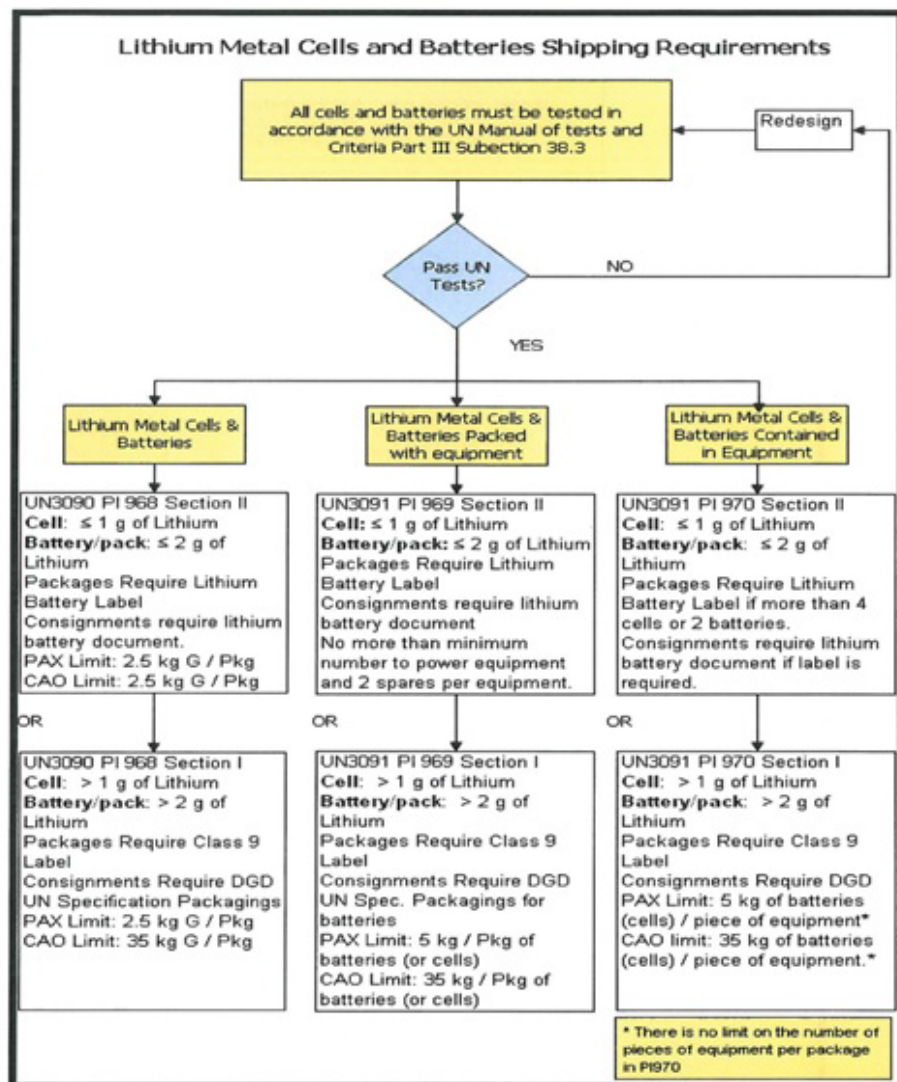 Lithium Metal Cells and Batteries Shipping Requirements
All cells and batteries must be tested in
accordance with the UN Manual of tests and
Criteria Part III Subection 38.3
Redesign
Pass UN
Tests?
NO
YES
Lithium Metal Cells &
Batteries
Lithium Metal Cells &
Batteries Packed
with equipment
Lithium Metal Cells &
Batteries Contained
in Equipment
UN3090 PI 968 Section II
Cell: ≤ 1 g of Lithium
Battery/pack: ≤ 2 g of
Lithium
Packages Require Lithium
Battery Label
Consignments require lithium
battery document.
PAX Limit: 2.5 kg G / Pkg
CAO Limit: 2.5 kg G / Pkg
UN3091 PI 969 Section II
Cell: ≤ 1 g of Lithium
Battery/pack: ≤ 2 g of Lithium
Packages Require Lithium
Battery Label
Consignments require lithium
battery document
No more than minimum
number to power equipment
and 2 spares per equipment.
UN3091 PI 970 Section II
Cell: ≤ 1 g of Lithium
Battery/pack: ≤ 2 g of
Lithium
Packages Require Lithium
Battery Label if more than 4
cells or 2 batteries.
Consignments require lithium
battery document if label is
required.
OR
OR
OR
UN3090 PI 968 Section I
Cell: > 1 g of Lithium
Battery/pack: > 2 g of
Lithium
Packages Require Class 9
Label
Consignments Require DGD
UN Specification Packagings
PAX Limit: 2.5 kg G / Pkg
CAO Limit: 35 kg G / Pkg
UN3091 PI 969 Section I
Cell: > 1 g of Lithium
Battery/pack: > 2 g of
Lithium
Packages Require Class 9
Label
Consignments Require DGD
UN Spec. Packagings for
batteries
PAX Limit: 5 kg / Pkg of
batteries (or cells)
CAO Limit: 35 kg / Pkg of
batteries (or cells)
UN3091 PI 970 Section I
Cell: > 1 g of Lithium
Battery/pack: > 2 g of
Lithium
Packages Require Class 9
Label
Consignments Require DGD
PAX Limit: 5 kg of batteries
(cells) / piece of equipment*
CAO limit: 35 kg of batteries
(cells) / piece of equipment.*
* There is no limit on the number of
pieces of equipment per package
in PI970